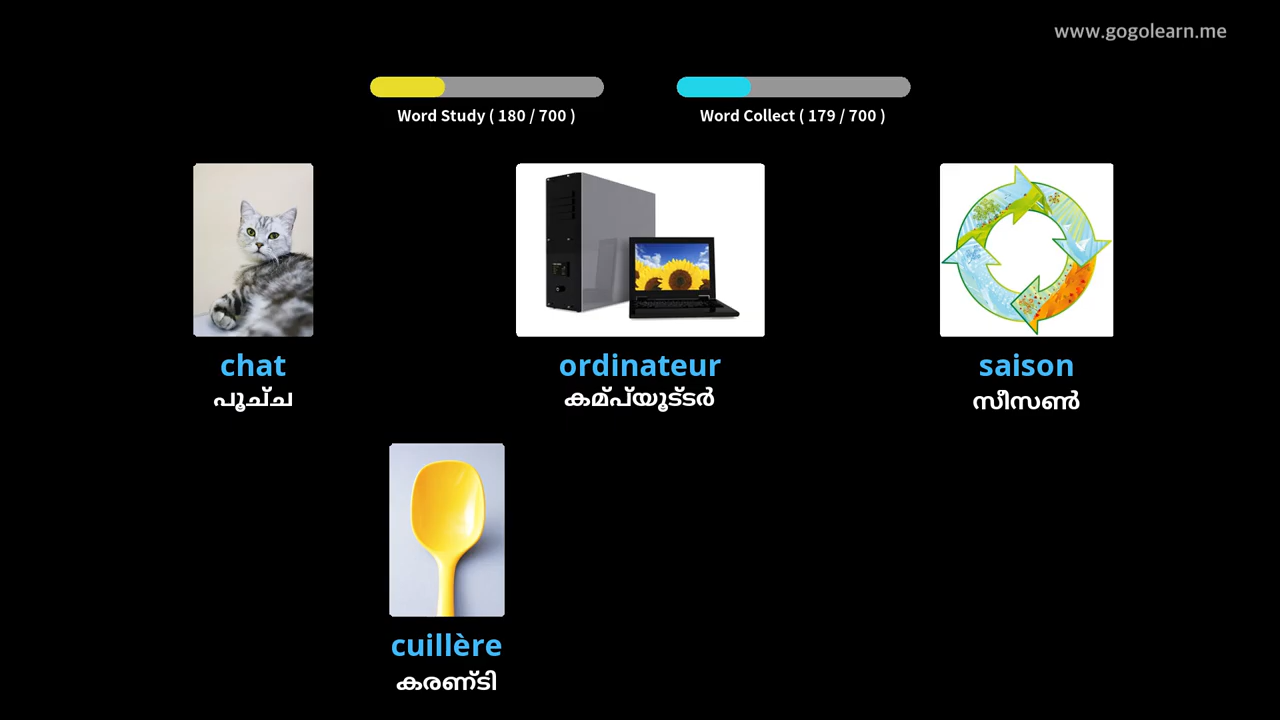 www.gogolearn.me
Word Study ( 180 / 700 )
Word Collect ( 179 / 700 )
chat
പൂച്ച
ordinateur
കമ്പ്യൂട്ടർ
saison
സീസൺ
cuillère
കരണ്ടി